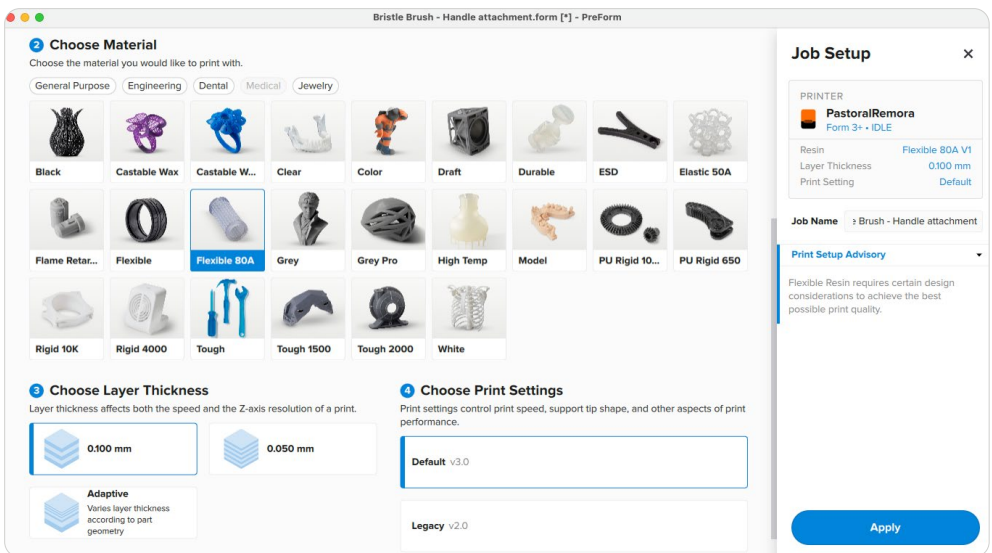 Bristle Brush - Handle attachment.form [*] - PreForm
2 Choose Material
Choose the material you would like to print with.
General Purpose
Engineering
Dental
Medical
Jewelry
Black
Castable Wax
Castable W...
Clear
Color
Draft
Durable
ESD
Elastic 50A
Flame Retar...
Flexible
Flexible 80A
Grey
Grey Pro
High Temp
Model
PU Rigid 10...
PU Rigid 650
Rigid 10K
Rigid 4000
Tough
Tough 1500
Tough 2000
White
3 Choose Layer Thickness
Layer thickness affects both the speed and the Z-axis resolution of a print.
0.100 mm
0.050 mm
Adaptive
Varies layer thickness
according to part
geometry
4 Choose Print Settings
Print settings control print speed, support tip shape, and other aspects of print
performance.
Default v3.0
Legacy v2.0
Job Setup ×
PRINTER
PastoralRemora
Form 3+ • IDLE
Resin Flexible 80A V1
Layer Thickness 0.100 mm
Print Setting Default
Job Name Brush - Handle attachment
Print Setup Advisory
Flexible Resin requires certain design
considerations to achieve the best
possible print quality.
Apply